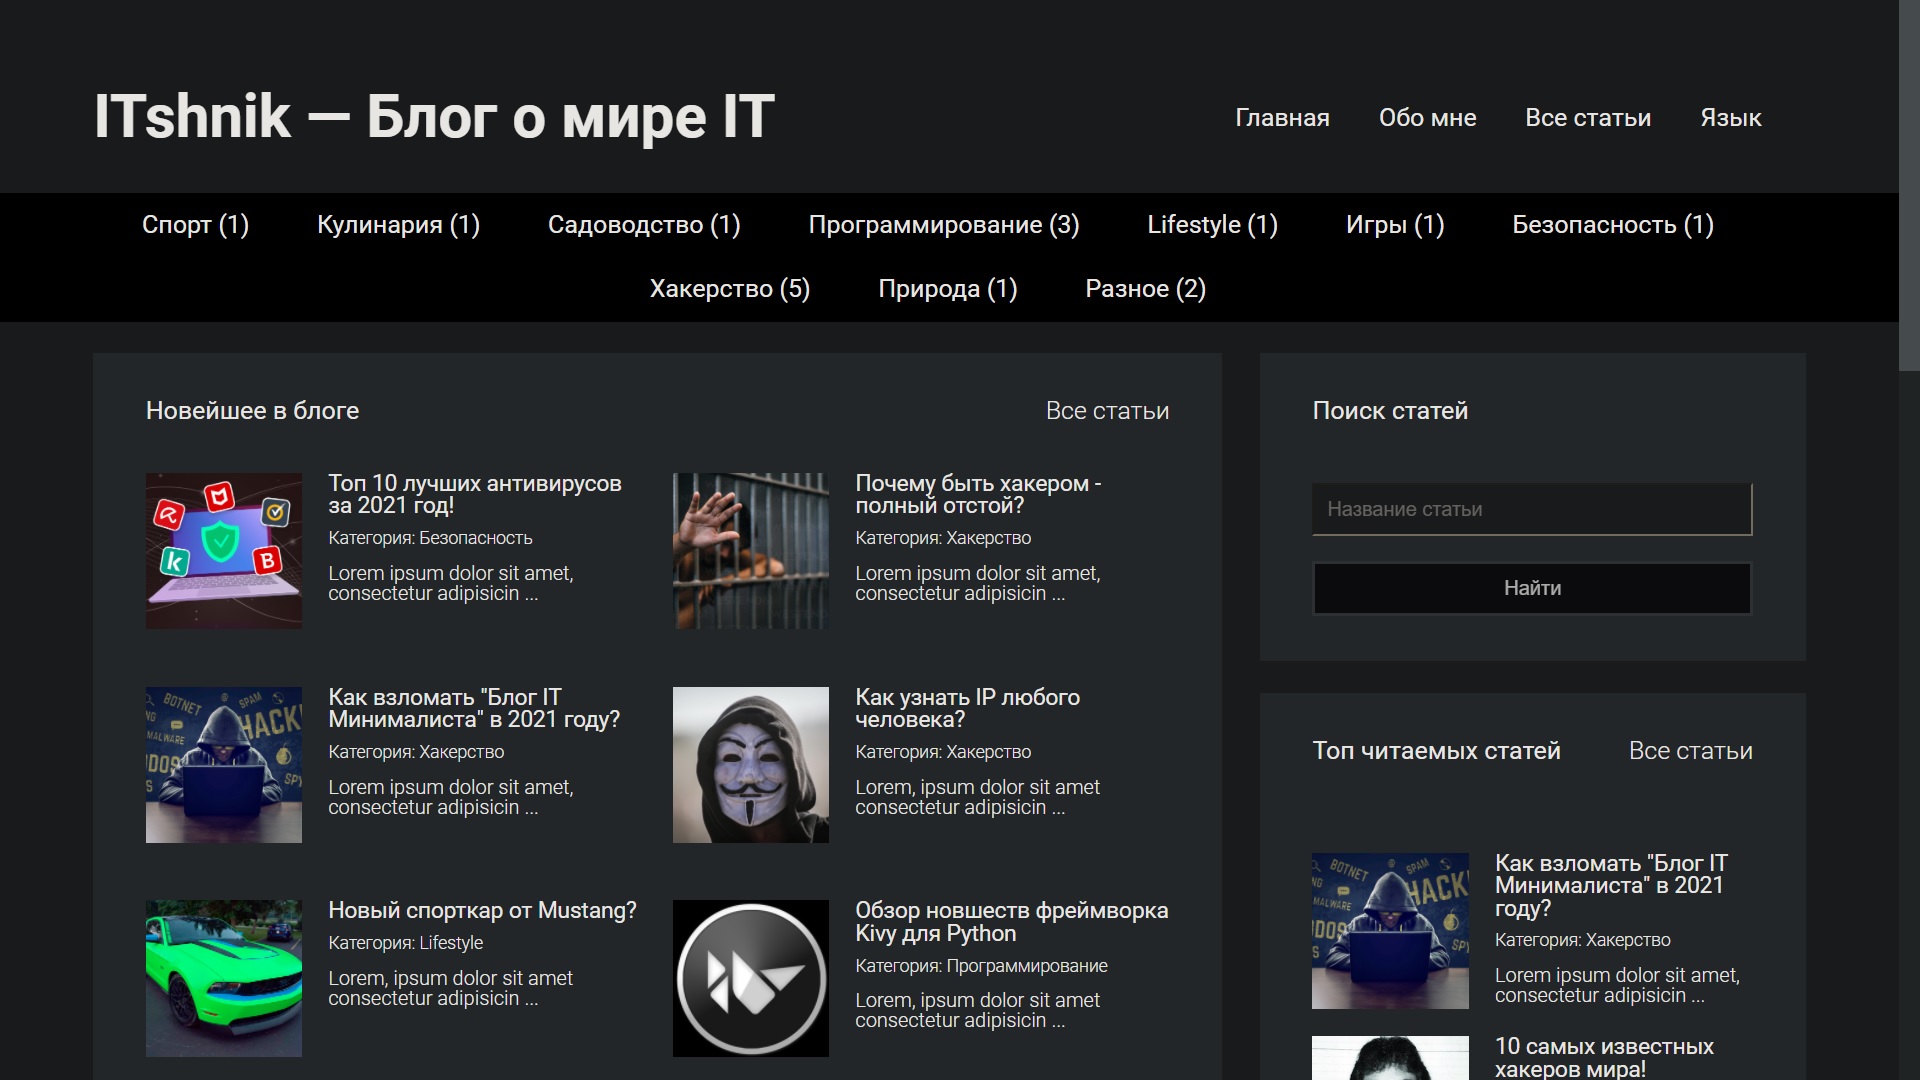 ITshnik — Блог о мире IT
Главная Обо мне Все статьи Язык
Спорт (1) Кулинария (1) Садоводство (1) Программирование (3) Lifestyle (1) Игры (1) Безопасность (1)
Хакерство (5) Природа (1) Разное (2)
Новейшее в блоге Все статьи
Топ 10 лучших антивирусов
за 2021 год!
Категория: Безопасность
Lorem ipsum dolor sit amet,
consectetur adipisicin ...
Почему быть хакером -
полный отстой?
Категория: Хакерство
Lorem ipsum dolor sit amet,
consectetur adipisicin ...
BOTNET
SPAM
HACK
MALWARE
Как взломать "Блог IT
Минималиста" в 2021 году?
Категория: Хакерство
Lorem ipsum dolor sit amet,
consectetur adipisicin ...
Как узнать IP любого
человека?
Категория: Хакерство
Lorem, ipsum dolor sit amet
consectetur adipisicin ...
Новый спорткар от Mustang?
Категория: Lifestyle
Lorem, ipsum dolor sit amet
consectetur adipisicin ...
Обзор новшеств фреймворка
Kivy для Python
Категория: Программирование
Lorem, ipsum dolor sit amet
consectetur adipisicin ...
Поиск статей
Название статьи
Найти
Топ читаемых статей Все статьи
BOTNET
SPAM
HACK
MALWARE
Как взломать "Блог IT
Минималиста" в 2021
году?
Категория: Хакерство
Lorem ipsum dolor sit amet,
consectetur adipisicin ...
10 самых известных
хакеров мира!